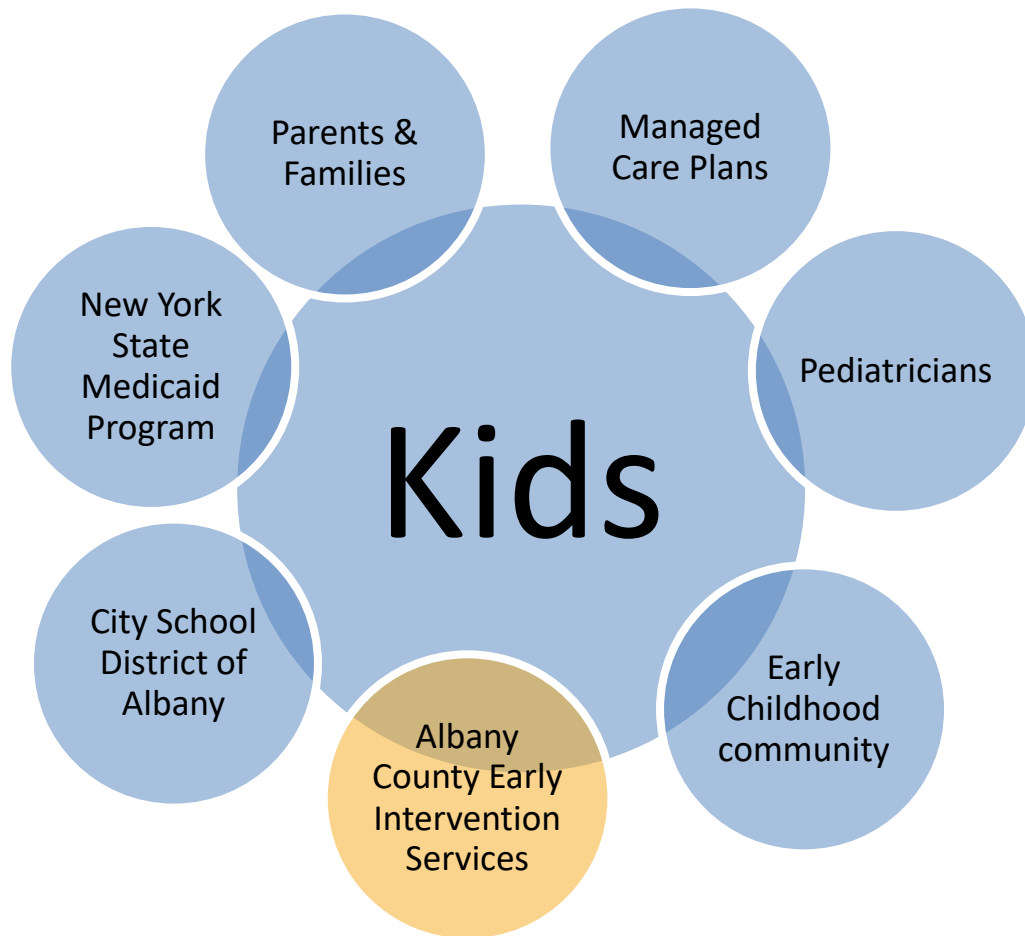 Parents &
Families
Managed
Care Plans
New York
State
Medicaid
Program
Pediatricians
Kids
City School
District of
Albany
Early
Childhood
community
Albany
County Early
Intervention
Services